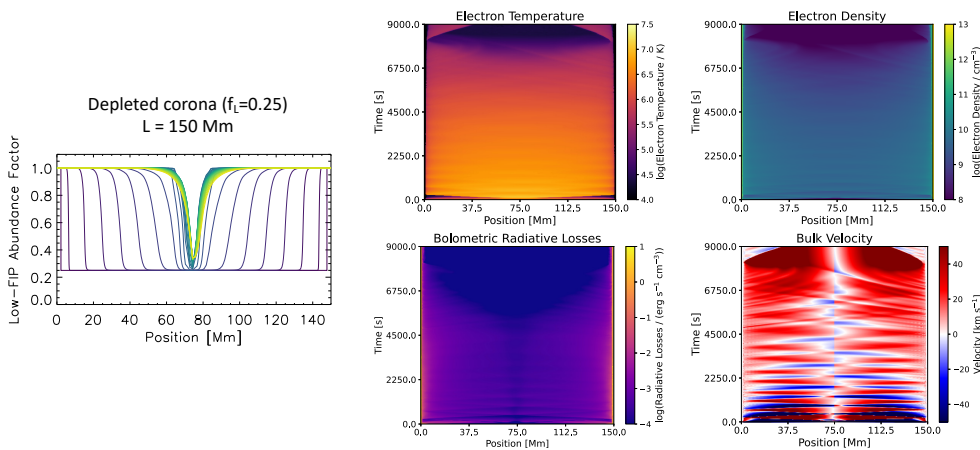 Depleted corona (f_L=0.25)
L = 150 Mm
Low-FIP Abundance Factor
1.0
0.8
0.6
0.4
0.2
0.0
0 20 40 60 80 100 120 140
Position [Mm]
Electron Temperature
Time [s]
9000.0
6750.0
4500.0
2250.0
0.0
0.0 37.5 75.0 112.5 150.0
Position [Mm]
7.5
7.0
6.5
6.0
5.5
5.0
4.5
4.0
log(Electron Temperature / K)
Electron Density
Time [s]
9000.0
6750.0
4500.0
2250.0
0.0
0.0 37.5 75.0 112.5 150.0
Position [Mm]
13
12
11
10
9
8
log(Electron Density / cm⁻³)
Bolometric Radiative Losses
Time [s]
9000.0
6750.0
4500.0
2250.0
0.0
0.0 37.5 75.0 112.5 150.0
Position [Mm]
1
0
−1
−2
−3
−4
log(Radiative Losses / (erg s⁻¹ cm⁻³)
Bulk Velocity
Time [s]
9000.0
6750.0
4500.0
2250.0
0.0
0.0 37.5 75.0 112.5 150.0
Position [Mm]
40
20
0
−20
−40
Velocity [km s⁻¹]